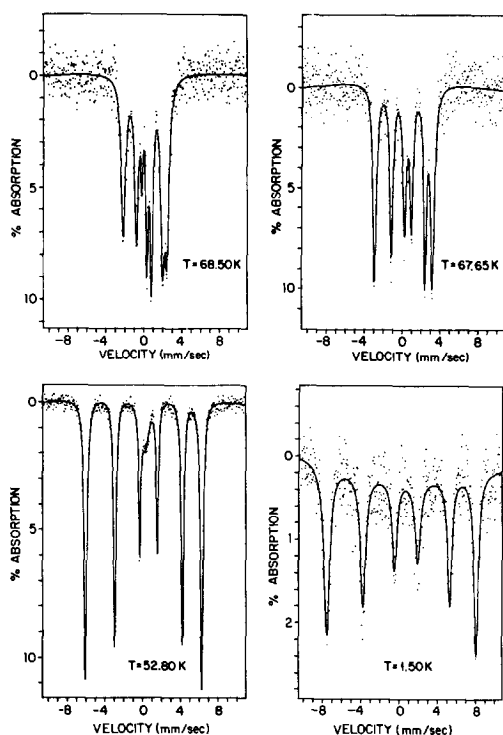 0
5
10
% ABSORPTION
T=68.50K
-8 -4 0 4 8
VELOCITY (mm/sec)
0
5
10
% ABSORPTION
T=67.65K
-8 -4 0 4 8
VELOCITY (mm/sec)
0
5
10
% ABSORPTION
T=52.80K
-8 -4 0 4 8
VELOCITY (mm/sec)
0
1
2
% ABSORPTION
T=1.50K
-8 -4 0 4 8
VELOCITY (mm/sec)